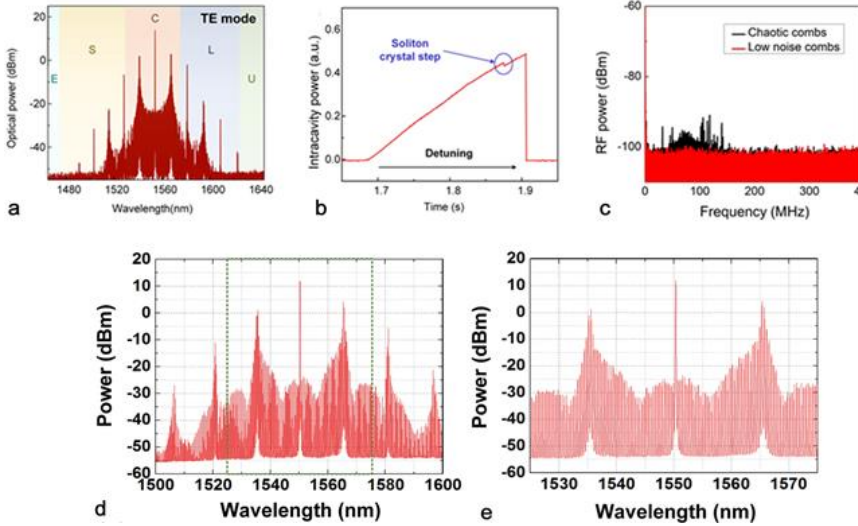 TE mode
E
S
C
L
U
Optical power (dBm)
0
-20
-40
1480
1520
1560
1600
1640
Wavelength(nm)
a
Intracavity power (a.u.)
0.6
0.4
0.2
0.0
Soliton
crystal step
Detuning
1.7
1.8
1.9
Time (s)
b
RF power (dBm)
-60
-80
-100
Chaotic combs
Low noise combs
0
100
200
300
Frequency (MHz)
c
Power (dBm)
20
10
0
-10
-20
-30
-40
-50
-60
1500
1520
1540
1560
1580
1600
Wavelength (nm)
d
Power (dBm)
20
10
0
-10
-20
-30
-40
-50
-60
1530
1540
1550
1560
1570
Wavelength (nm)
e